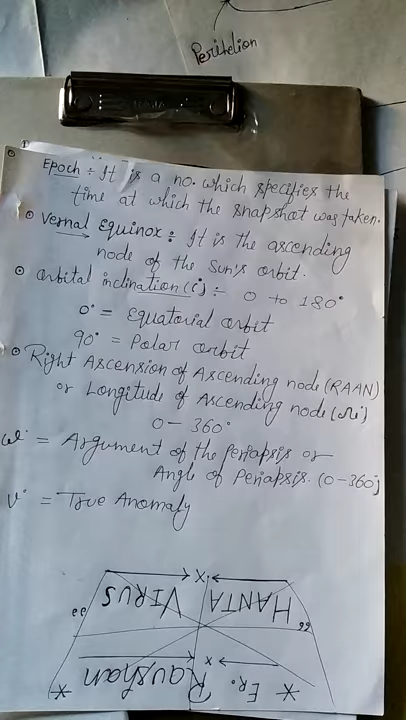 Perihelion
Epoch ÷ It is a no. which specifies the
time at which the snapshot was taken.
Vernal Equinox : It is the ascending
node of the Sun's orbit.
orbital inclination (i) ÷ 0 to 180°
0° = Equatorial orbit
90° = Polar orbit
Right Ascension of Ascending node (RAAN)
or Longitude of Ascending node (Ωi)
0 - 360°
ω = Argument of the periapsis or
Angle of Periapsis. (0-360°)
ν = True Anomaly
* ER. x Raushan *
"HANTA x VIRUS"